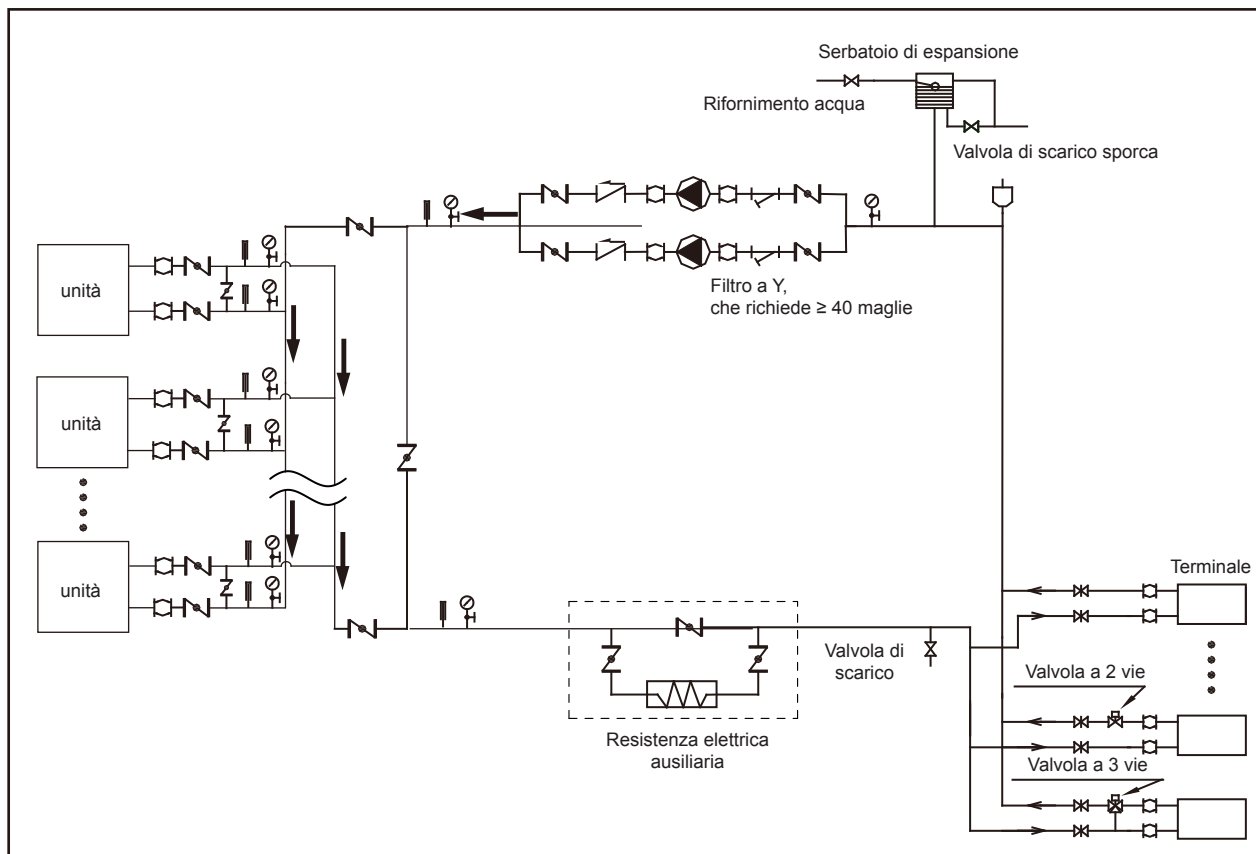 Serbatoio di espansione
Rifornimento acqua
Valvola di scarico sporca
unità
Filtro a Y,
che richiede ≥ 40 maglie
unità
unità
Terminale
Valvola di
scarico
Valvola a 2 vie
Resistenza elettrica
ausiliaria
Valvola a 3 vie